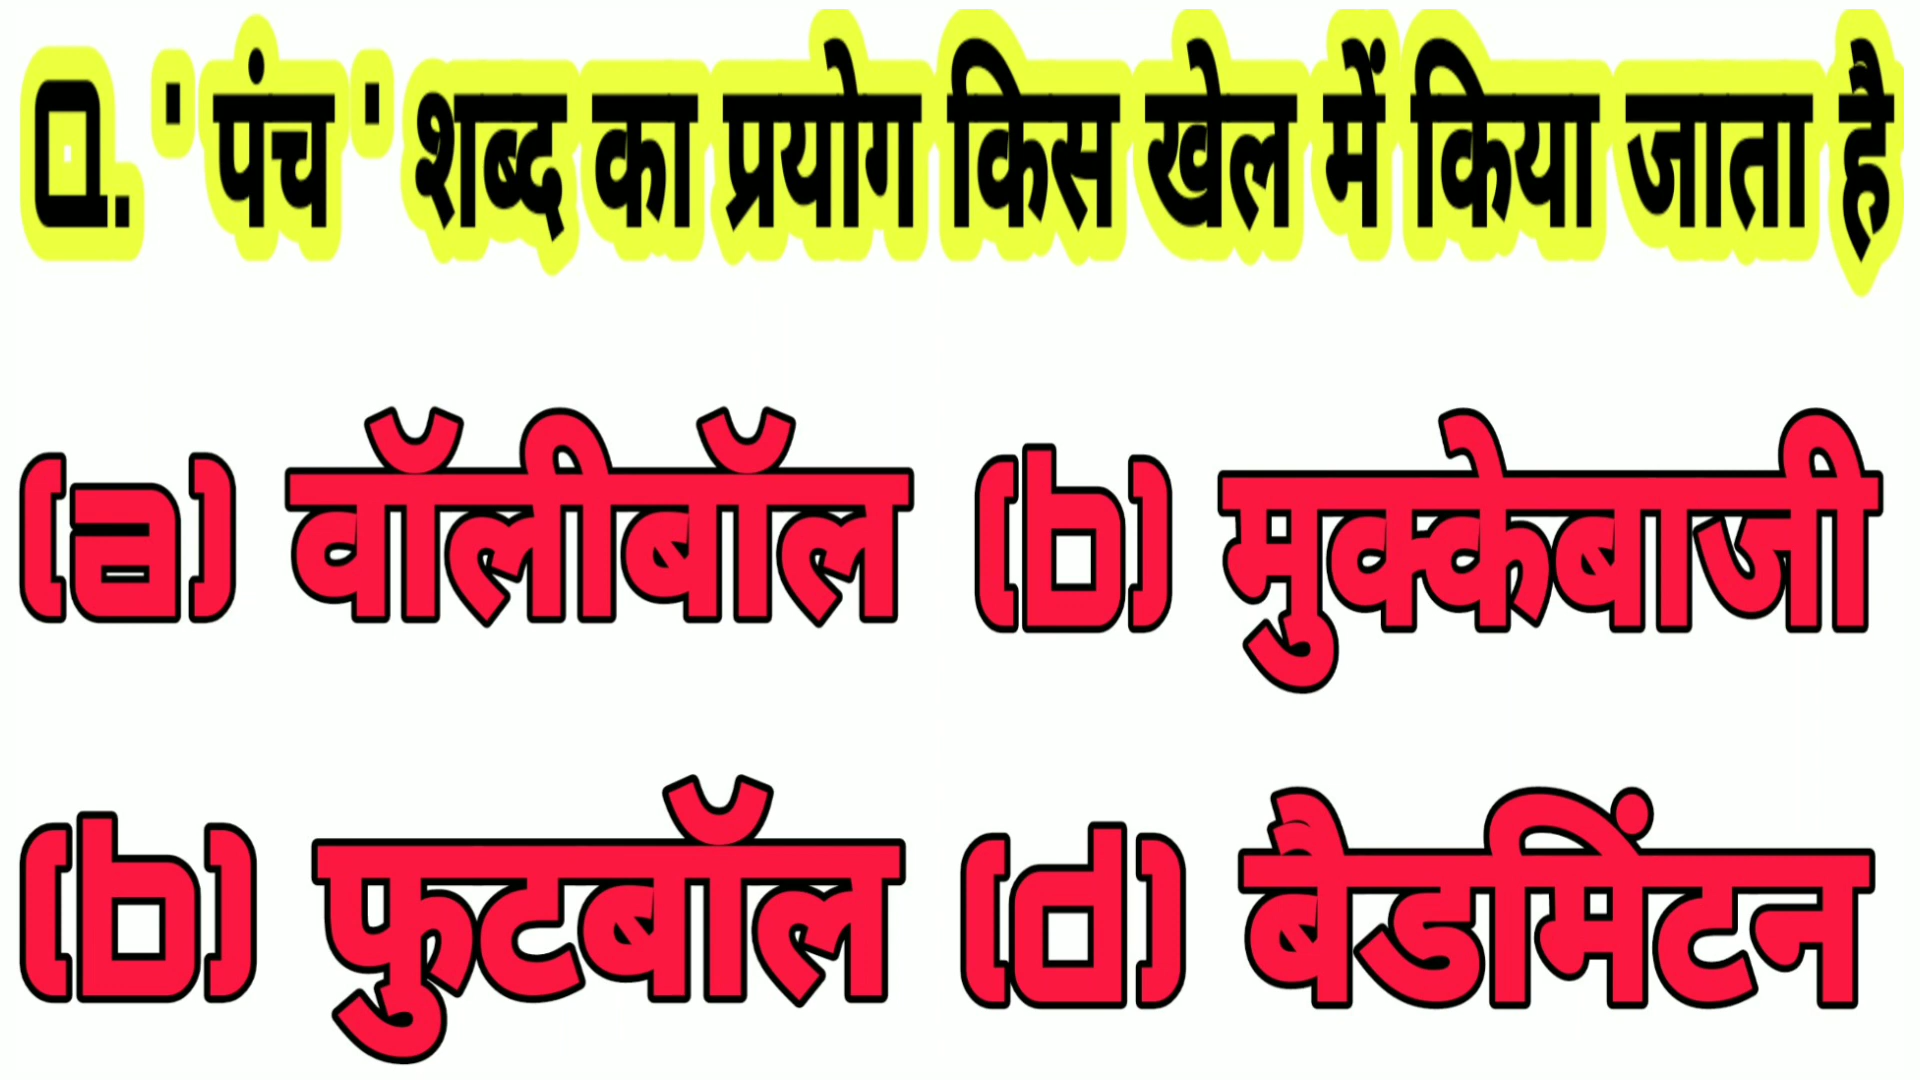 Q. ' पंच ' शब्द का प्रयोग किस खेल में किया जाता है
(a) वॉलीबॉल (b) मुक्केबाजी
(b) फुटबॉल (d) बैडमिंटन